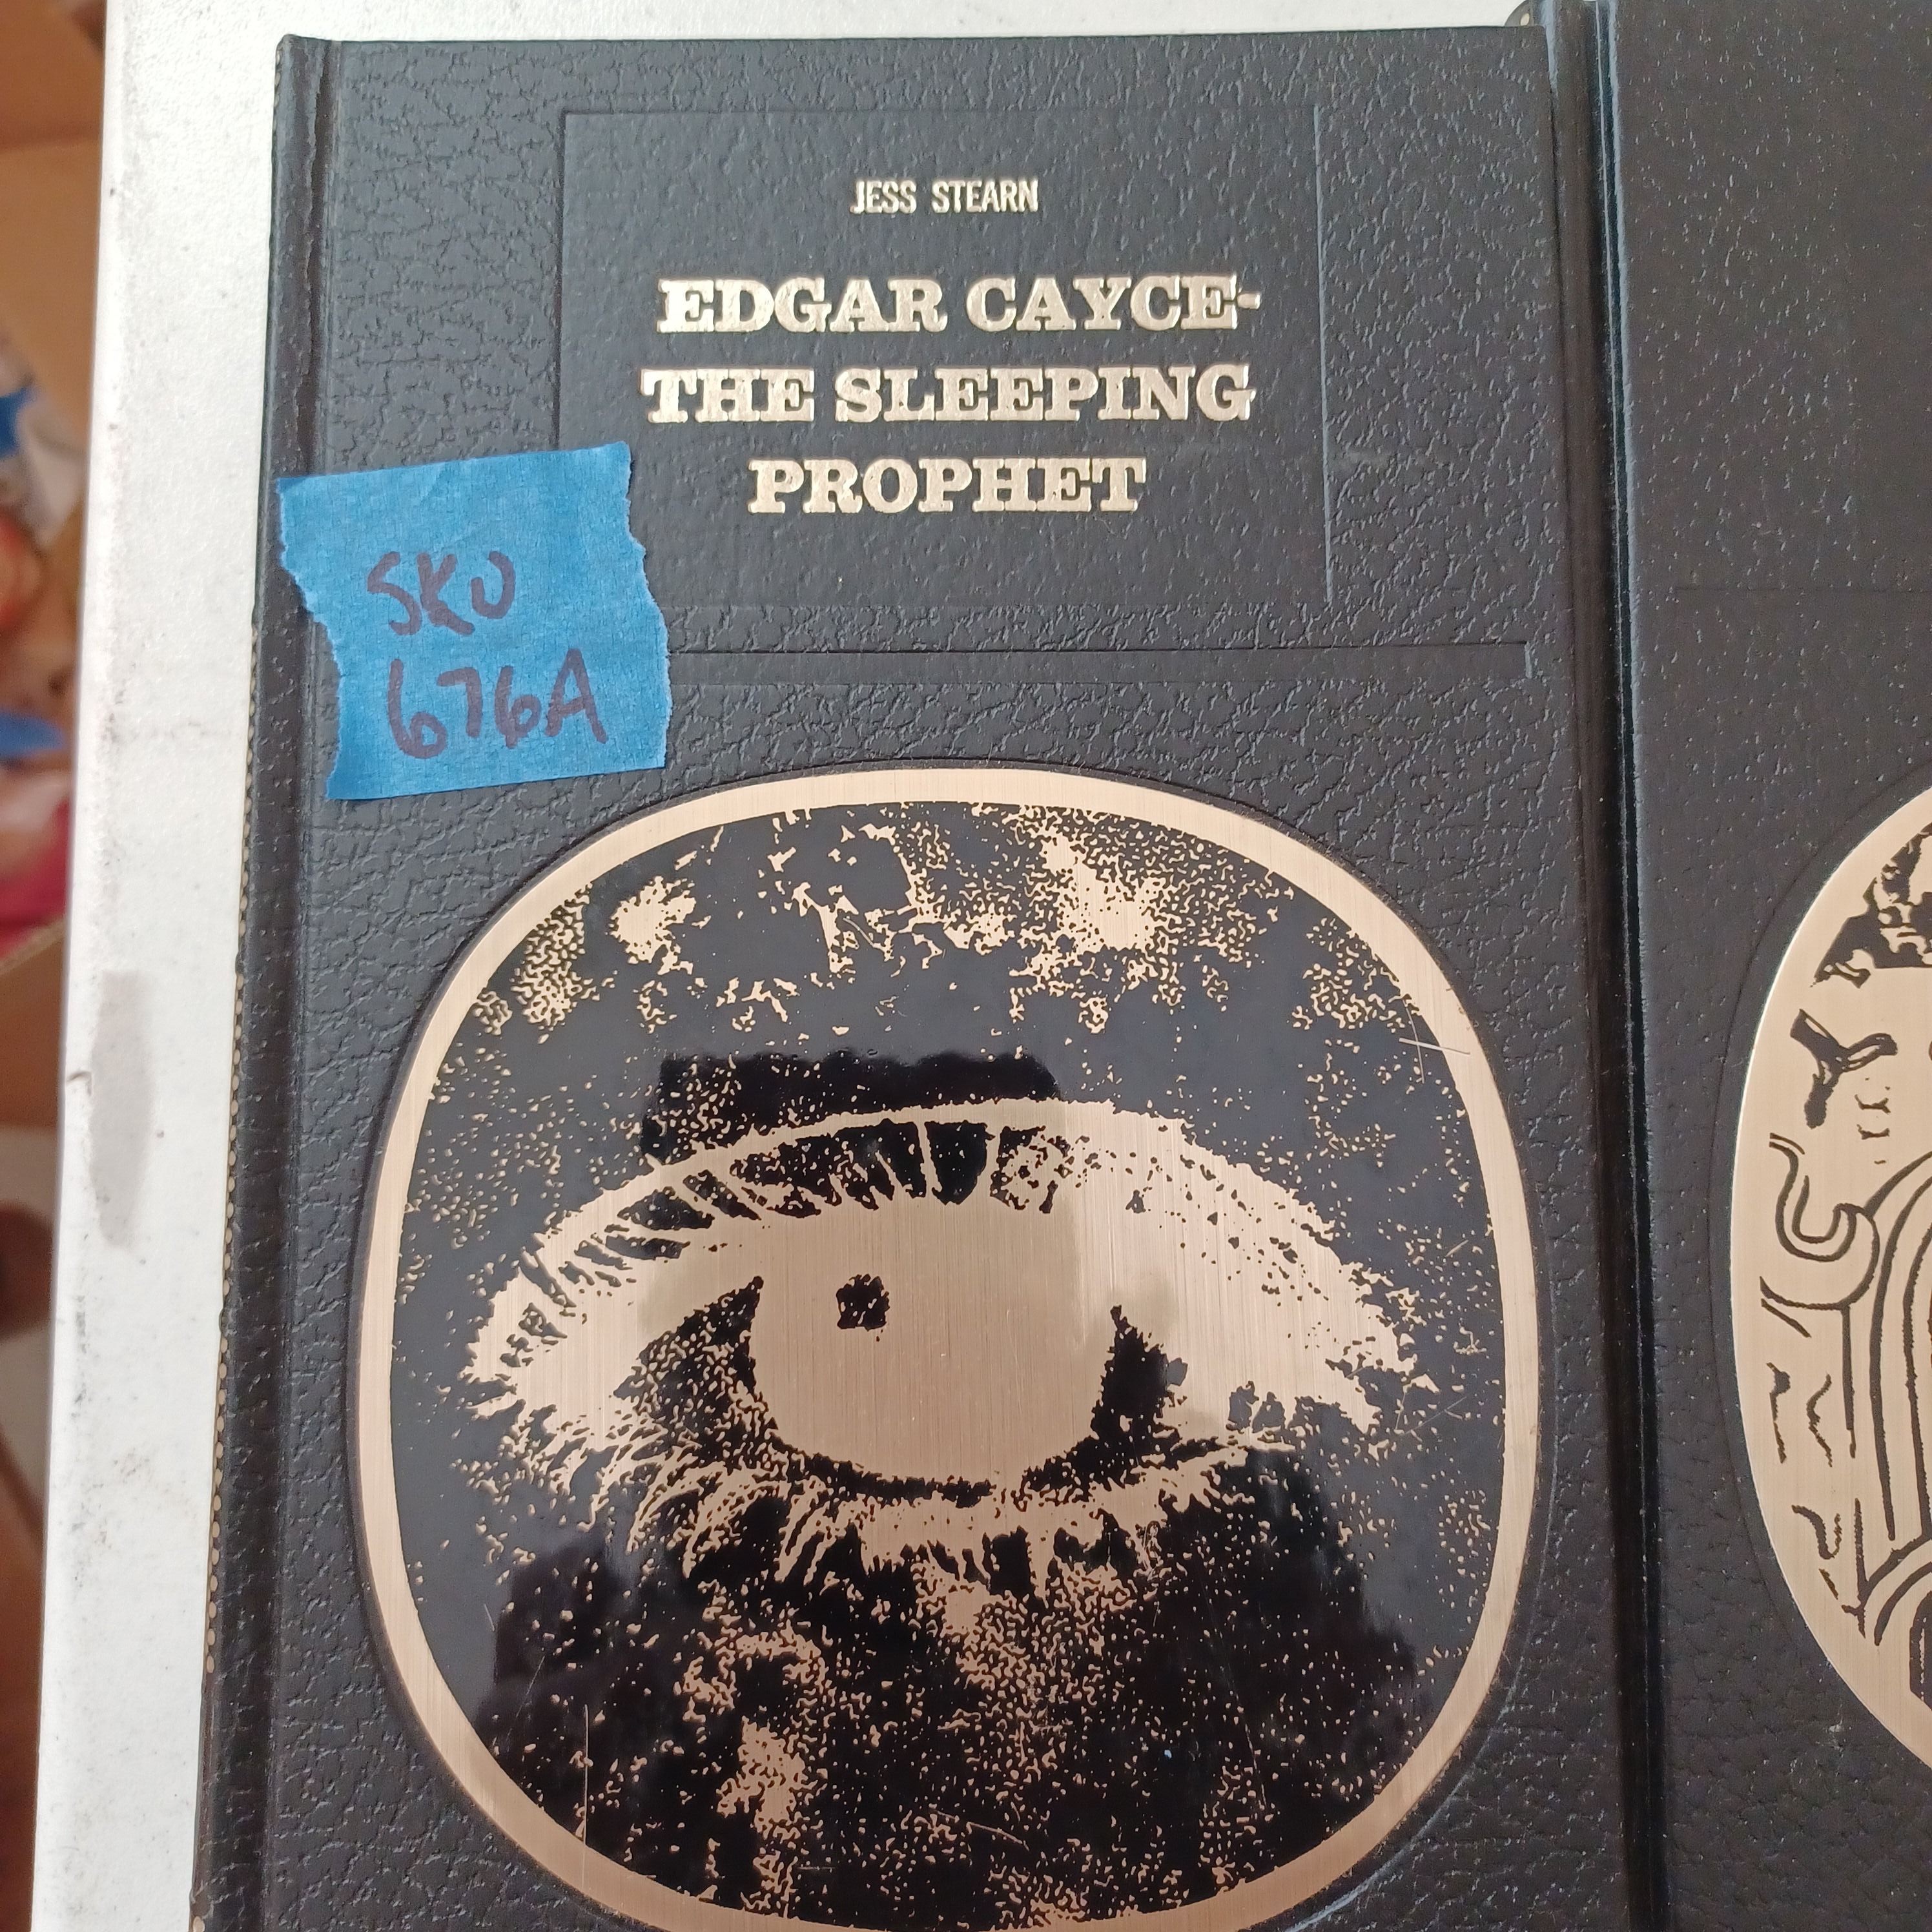 JESS STEARN
EDGAR CAYCE-
THE SLEEPING
PROPHET
SKU
676A